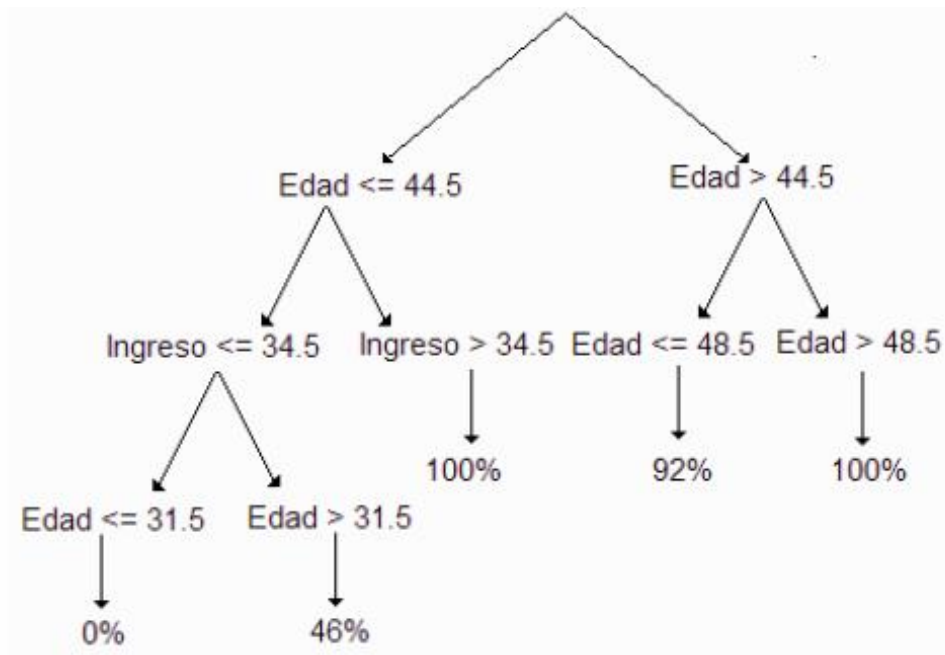 Edad <= 44.5
Edad > 44.5
Ingreso <= 34.5
Ingreso > 34.5
Edad <= 48.5
Edad > 48.5
100%
92%
100%
Edad <= 31.5
Edad > 31.5
0%
46%